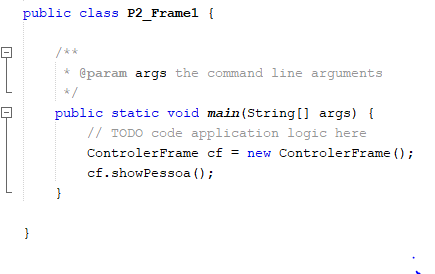 public class P2_Frame1 {
/**
* @param args the command line arguments
*/
public static void main(String[] args) {
// TODO code application logic here
ControlerFrame cf = new ControlerFrame();
cf.showPessoa();
}
}